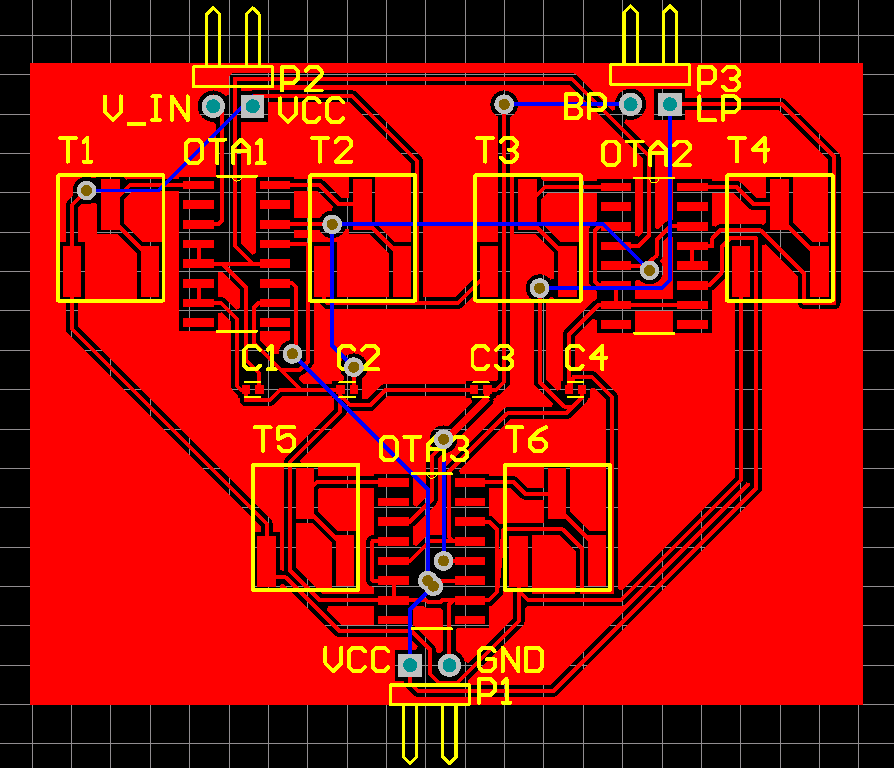 P2
P3
V_IN
VCC
BP
LP
T1
OTA1
T2
T3
OTA2
T4
C1
C2
C3
C4
T5
OTA3
T6
VCC
GND
P1